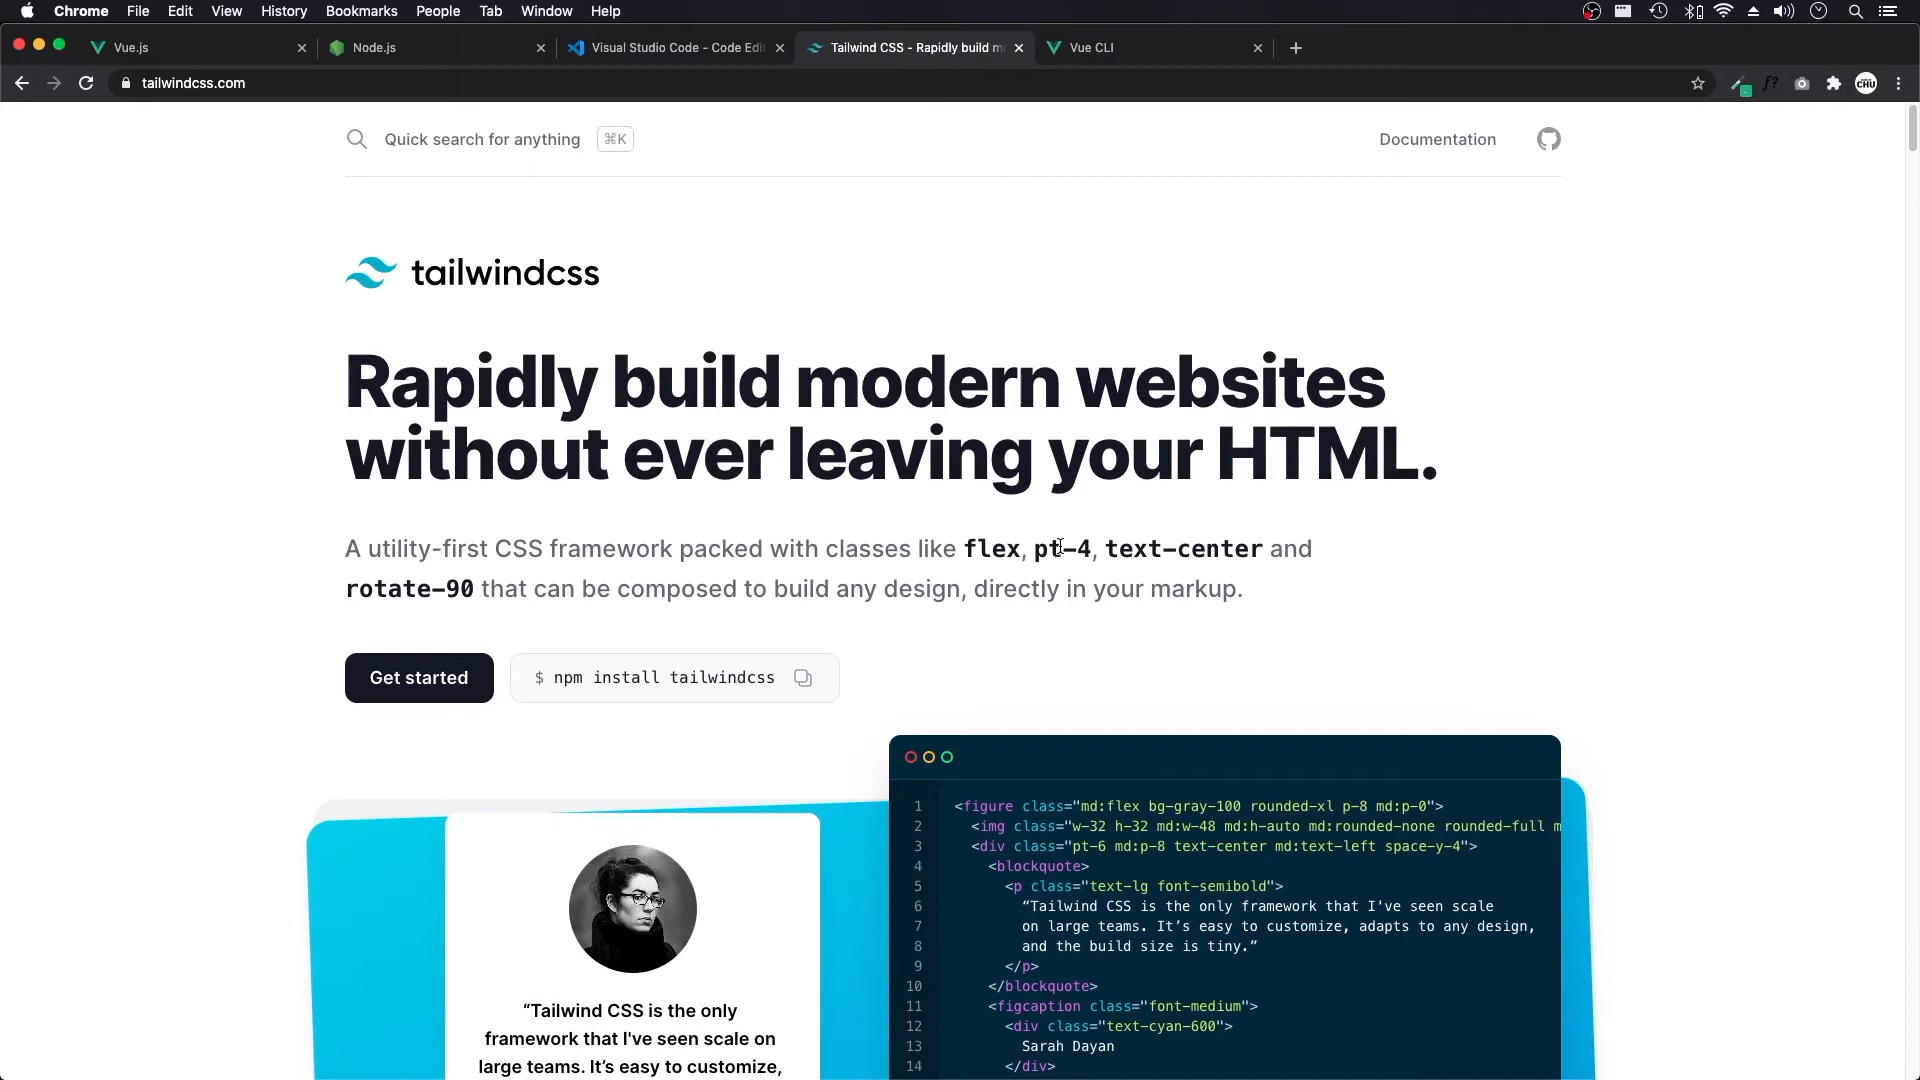 Chrome File Edit View History Bookmarks People Tab Window Help
Vue.js
Node.js
Visual Studio Code - Code Edi
Tailwind CSS - Rapidly build m
Vue CLI
tailwindcss.com
f?
CHU
Quick search for anything ⌘K
Documentation
tailwindcss
Rapidly build modern websites
without ever leaving your HTML.
A utility-first CSS framework packed with classes like flex, pt-4, text-center and
rotate-90 that can be composed to build any design, directly in your markup.
Get started
$ npm install tailwindcss
“Tailwind CSS is the only
framework that I've seen scale on
large teams. It’s easy to customize,
1 <figure class="md:flex bg-gray-100 rounded-xl p-8 md:p-0">
2 <img class="w-32 h-32 md:w-48 md:h-auto md:rounded-none rounded-full m
3 <div class="pt-6 md:p-8 text-center md:text-left space-y-4">
4 <blockquote>
5 <p class="text-lg font-semibold">
6 “Tailwind CSS is the only framework that I've seen scale
7 on large teams. It’s easy to customize, adapts to any design,
8 and the build size is tiny.”
9 </p>
10 </blockquote>
11 <figcaption class="font-medium">
12 <div class="text-cyan-600">
13 Sarah Dayan
14 </div>